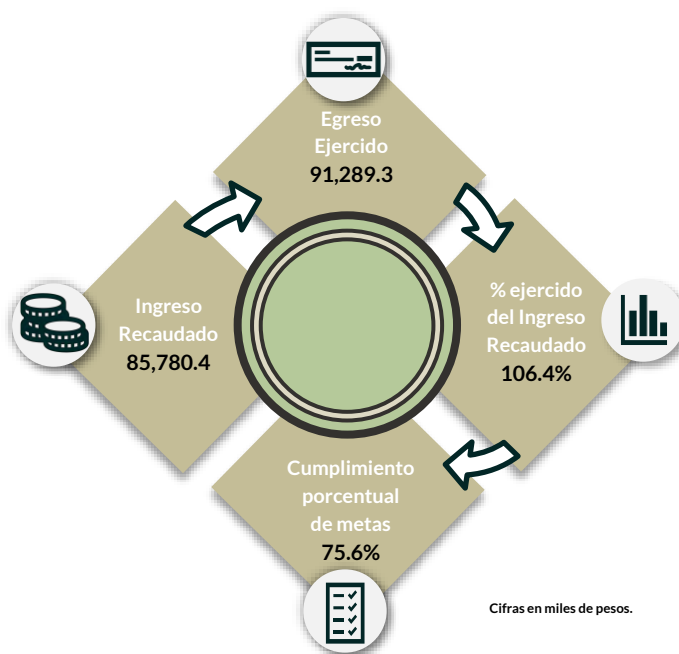 Egreso
Ejercido
91,289.3
Ingreso
Recaudado
85,780.4
% ejercido
del Ingreso
Recaudado
106.4%
Cumplimiento
porcentual
de metas
75.6%
Cifras en miles de pesos.